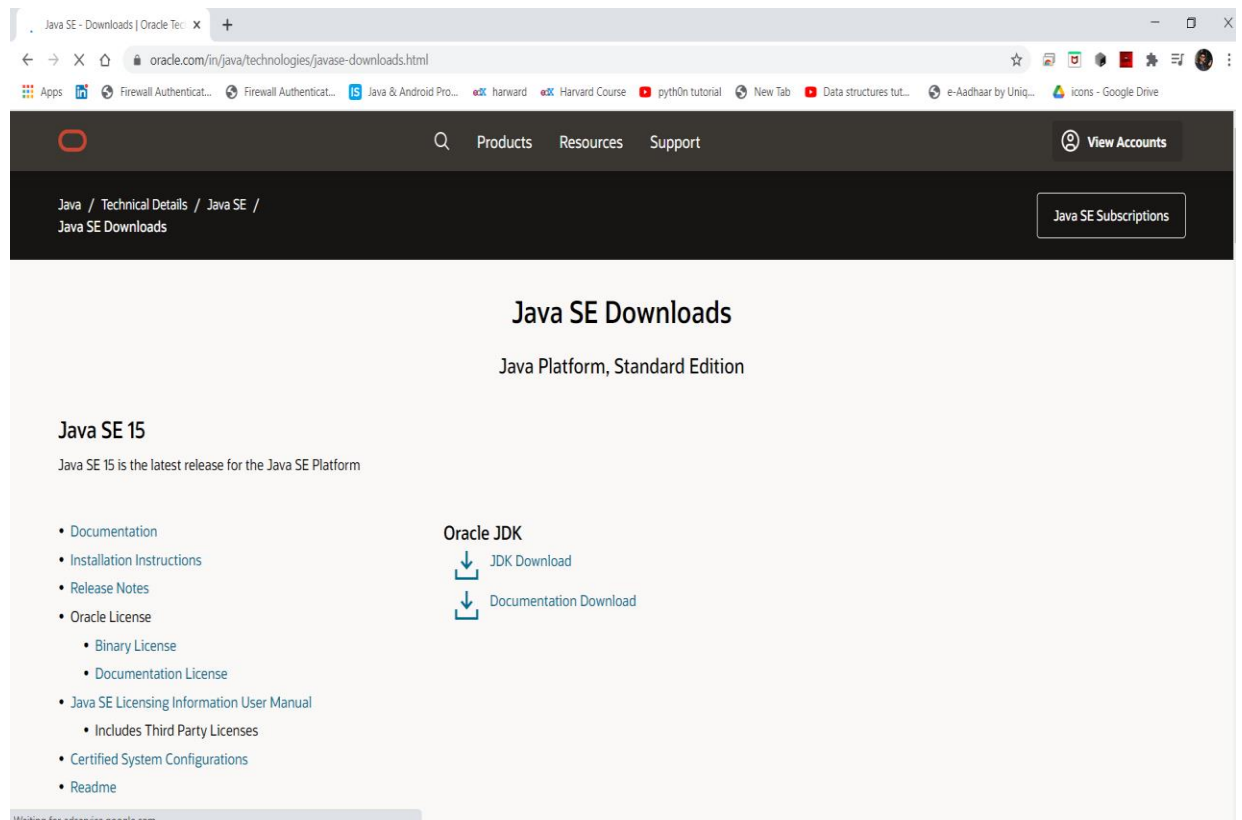 Java SE - Downloads | Oracle Tec
oracle.com/in/java/technologies/javase-downloads.html
Apps Firewall Authenticat... Firewall Authenticat... Java & Android Pro... harward Harvard Course pyth0n tutorial New Tab Data structures tut... e-Aadhaar by Uniq... icons - Google Drive
Products Resources Support View Accounts
Java / Technical Details / Java SE /
Java SE Downloads
Java SE Subscriptions
Java SE Downloads
Java Platform, Standard Edition
Java SE 15
Java SE 15 is the latest release for the Java SE Platform
• Documentation
• Installation Instructions
• Release Notes
• Oracle License
• Binary License
• Documentation License
• Java SE Licensing Information User Manual
• Includes Third Party Licenses
• Certified System Configurations
• Readme
Oracle JDK
JDK Download
Documentation Download